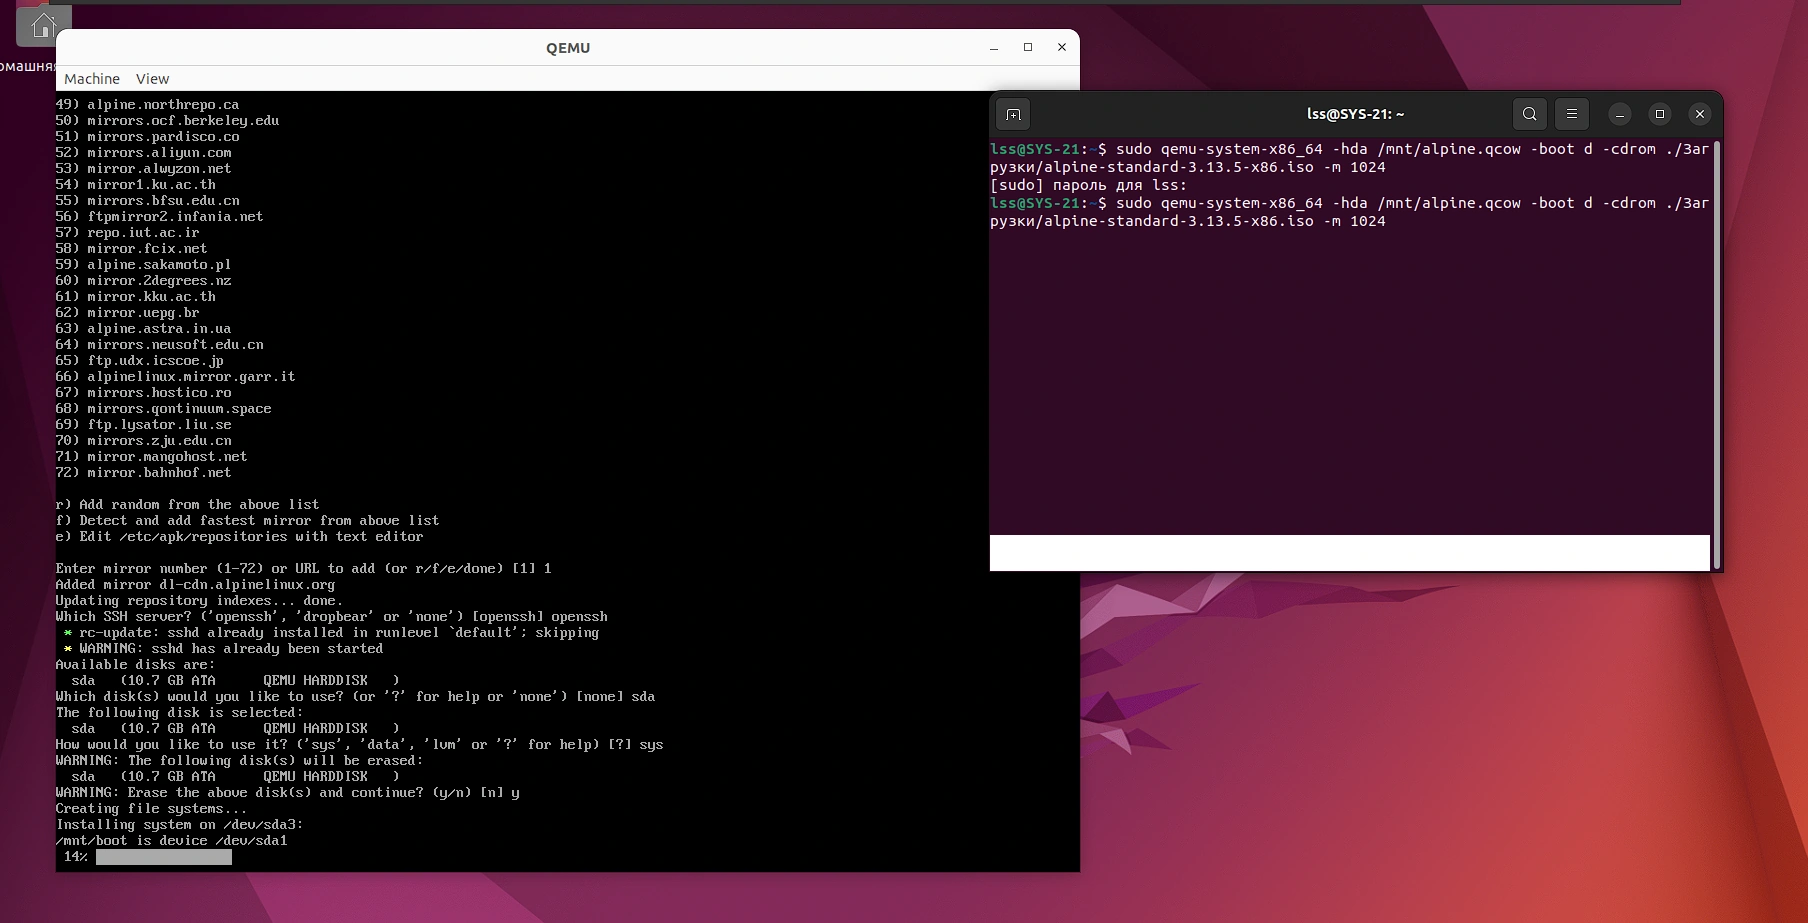 омашняя
QEMU
Machine View
49) alpine.northrepo.ca
50) mirrors.ocf.berkeley.edu
51) mirrors.pardisco.co
52) mirrors.aliyun.com
53) mirror.alwyzon.net
54) mirror1.ku.ac.th
55) mirrors.bfsu.edu.cn
56) ftpmirror2.infania.net
57) repo.iut.ac.ir
58) mirror.fcix.net
59) alpine.sakamoto.pl
60) mirror.2degrees.nz
61) mirror.kku.ac.th
62) mirror.uepg.br
63) alpine.astra.in.ua
64) mirrors.neusoft.edu.cn
65) ftp.udx.icscoe.jp
66) alpinelinux.mirror.garr.it
67) mirrors.hostico.ro
68) mirrors.qontinuum.space
69) ftp.lysator.liu.se
70) mirrors.zju.edu.cn
71) mirror.mangohost.net
72) mirror.bahnhof.net
r) Add random from the above list
f) Detect and add fastest mirror from above list
e) Edit /etc/apk/repositories with text editor
Enter mirror number (1-72) or URL to add (or r/f/e/done) [1] 1
Added mirror dl-cdn.alpinelinux.org
Updating repository indexes... done.
Which SSH server? ('openssh', 'dropbear' or 'none') [openssh] openssh
* rc-update: sshd already installed in runlevel `default'; skipping
* WARNING: sshd has already been started
Available disks are:
sda (10.7 GB ATA QEMU HARDDISK )
Which disk(s) would you like to use? (or '?' for help or 'none') [none] sda
The following disk is selected:
sda (10.7 GB ATA QEMU HARDDISK )
How would you like to use it? ('sys', 'data', 'lvm' or '?' for help) [?] sys
WARNING: The following disk(s) will be erased:
sda (10.7 GB ATA QEMU HARDDISK )
WARNING: Erase the above disk(s) and continue? (y/n) [n] y
Creating file systems...
Installing system on /dev/sda3:
/mnt/boot is device /dev/sda1
14%
lss@SYS-21: ~
lss@SYS-21:~$ sudo qemu-system-x86_64 -hda /mnt/alpine.qcow -boot d -cdrom ./Заг
рузки/alpine-standard-3.13.5-x86.iso -m 1024
[sudo] пароль для lss:
lss@SYS-21:~$ sudo qemu-system-x86_64 -hda /mnt/alpine.qcow -boot d -cdrom ./Заг
рузки/alpine-standard-3.13.5-x86.iso -m 1024